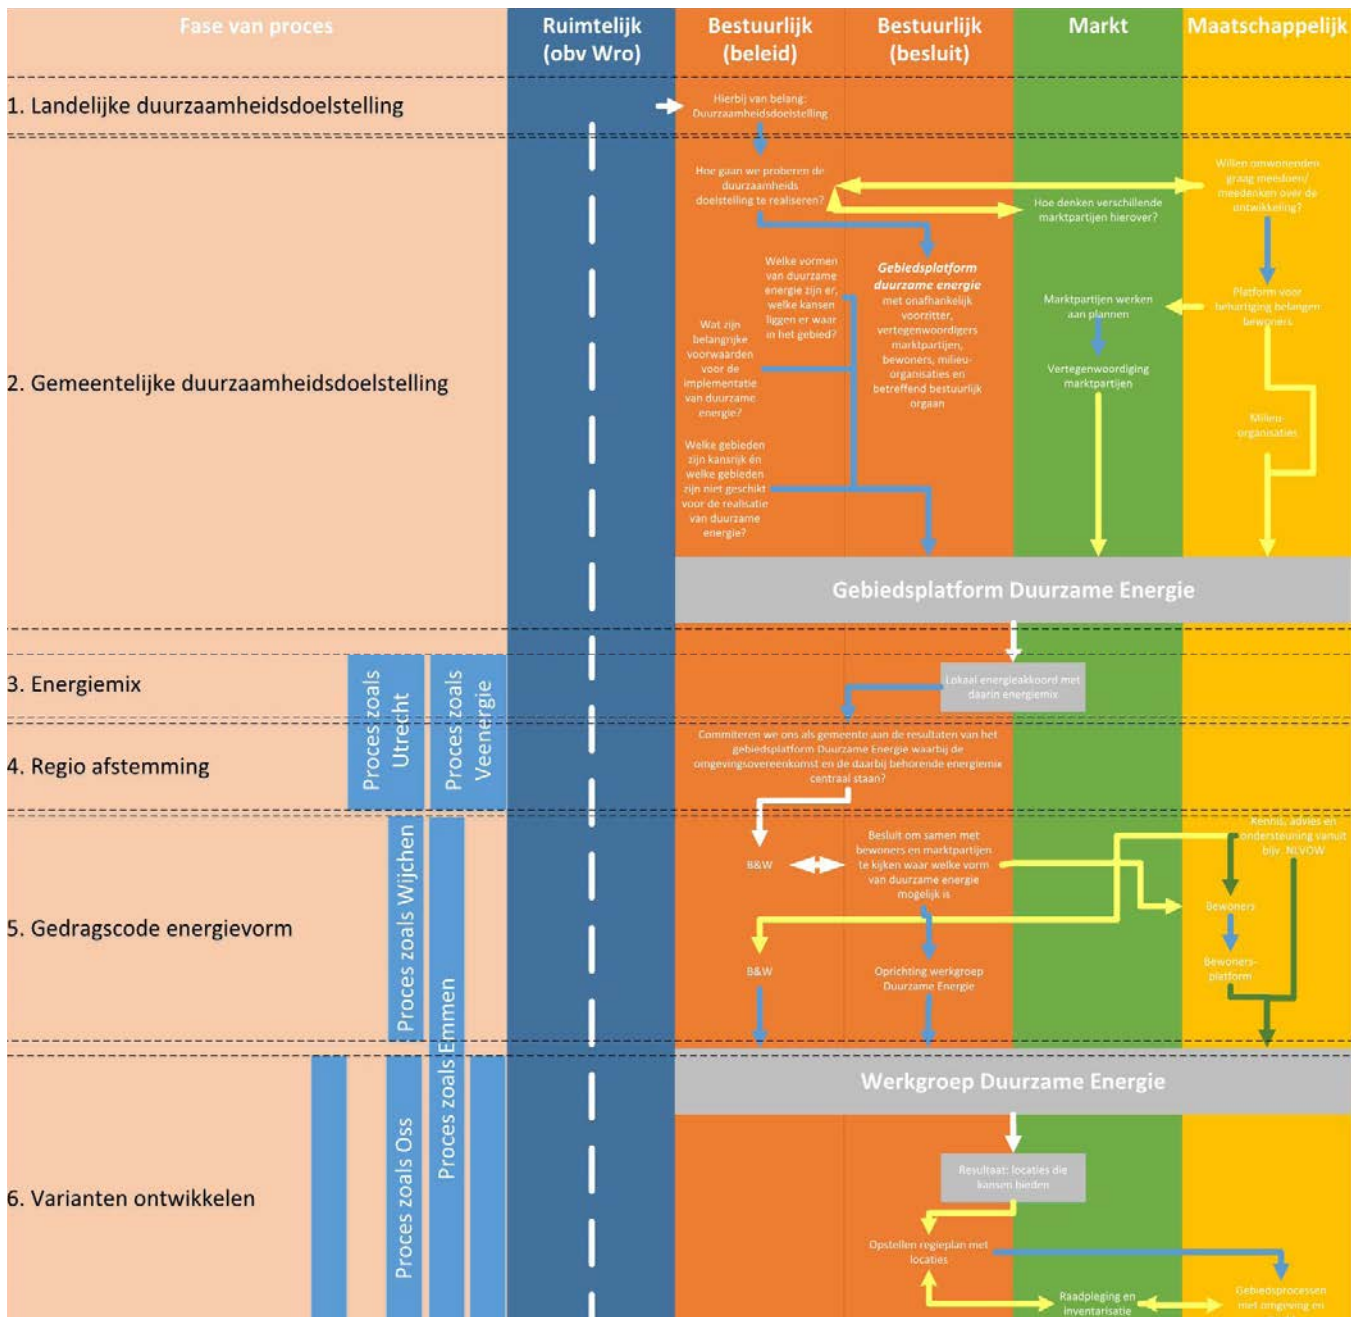 Fase van proces
Ruimtelijk
(obv Wro)
Bestuurlijk
(beleid)
Bestuurlijk
(besluit)
Markt
Maatschappelijk
1. Landelijke duurzaamheidsdoelstelling
Hierbij van belang:
Duurzaamheidsdoelstelling
2. Gemeentelijke duurzaamheidsdoelstelling
Hoe gaan we proberen de
duurzaamheids
doelstelling te realiseren?
Hoe denken verschillende
marktpartijen hierover?
Willen omwonenden
graag meedoen/
meedenken over de
ontwikkeling?
Welke vormen
van duurzame
energie zijn er,
welke kansen
liggen er waar
in het gebied?
Gebiedsplatform
duurzame energie
met onafhankelijk
voorzitter,
vertegenwoordigers
marktpartijen,
bewoners, milieu-
organisaties en
betreffend bestuurlijk
orgaan
Marktpartijen werken
aan plannen
Platform voor
behartiging belangen
bewoners
Wat zijn
belangrijke
voorwaarden
voor de
implementatie
van duurzame
energie?
Vertegenwoordiging
marktpartijen
Milieu-
organisaties
Welke gebieden
zijn kansrijk én
welke gebieden
zijn niet geschikt
voor de realisatie
van duurzame
energie?
Gebiedsplatform Duurzame Energie
3. Energiemix
Proces zoals
Utrecht
Proces zoals
Veenergie
Lokaal energieakkoord met
daarin energiemix
4. Regio afstemming
Commiteren we ons als gemeente aan de resultaten van het
gebiedsplatform Duurzame Energie waarbij de
omgevingsovereenkomst en de daarbij behorende energiemix
centraal staan?
5. Gedragscode energievorm
Proces zoals Wijchen
Proces zoals Emmen
B&W
Besluit om samen met
bewoners en marktpartijen
te kijken waar welke vorm
van duurzame energie
mogelijk is
Kennis, advies en
ondersteuning vanuit
bijv. NLVOW
Bewoners
B&W
Oprichting werkgroep
Duurzame Energie
Bewoners-
platform
Werkgroep Duurzame Energie
6. Varianten ontwikkelen
Proces zoals Oss
Resultaat: locaties die
kansen bieden
Opstellen regieplan met
locaties
Raadpleging en
inventarisatie
Gebiedsprocessen
met omgeving en